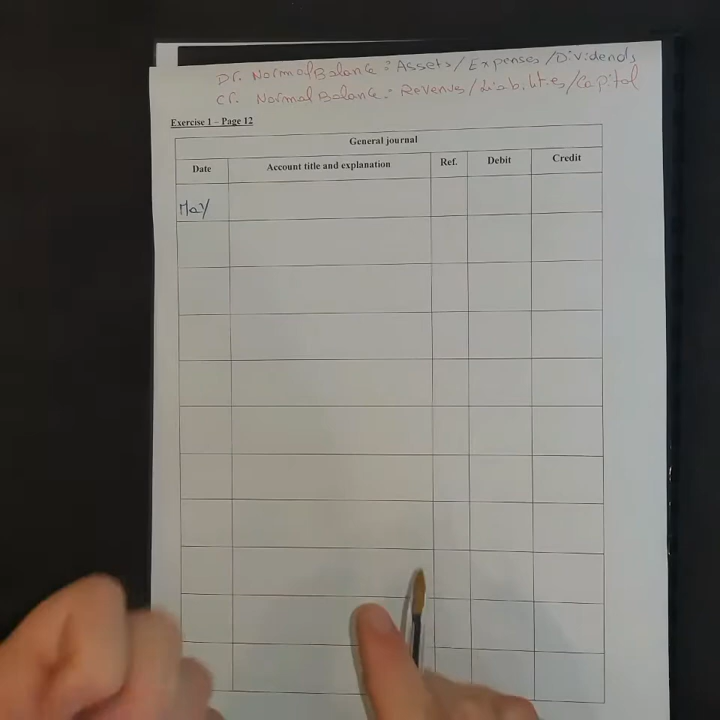 Dr. Normal Balance: Assets/Expenses/Dividends
Cr. Normal Balance: Revenus/Liabilities/Capital
Exercise 1 – Page 12
General journal
Date Account title and explanation Ref. Debit Credit
May